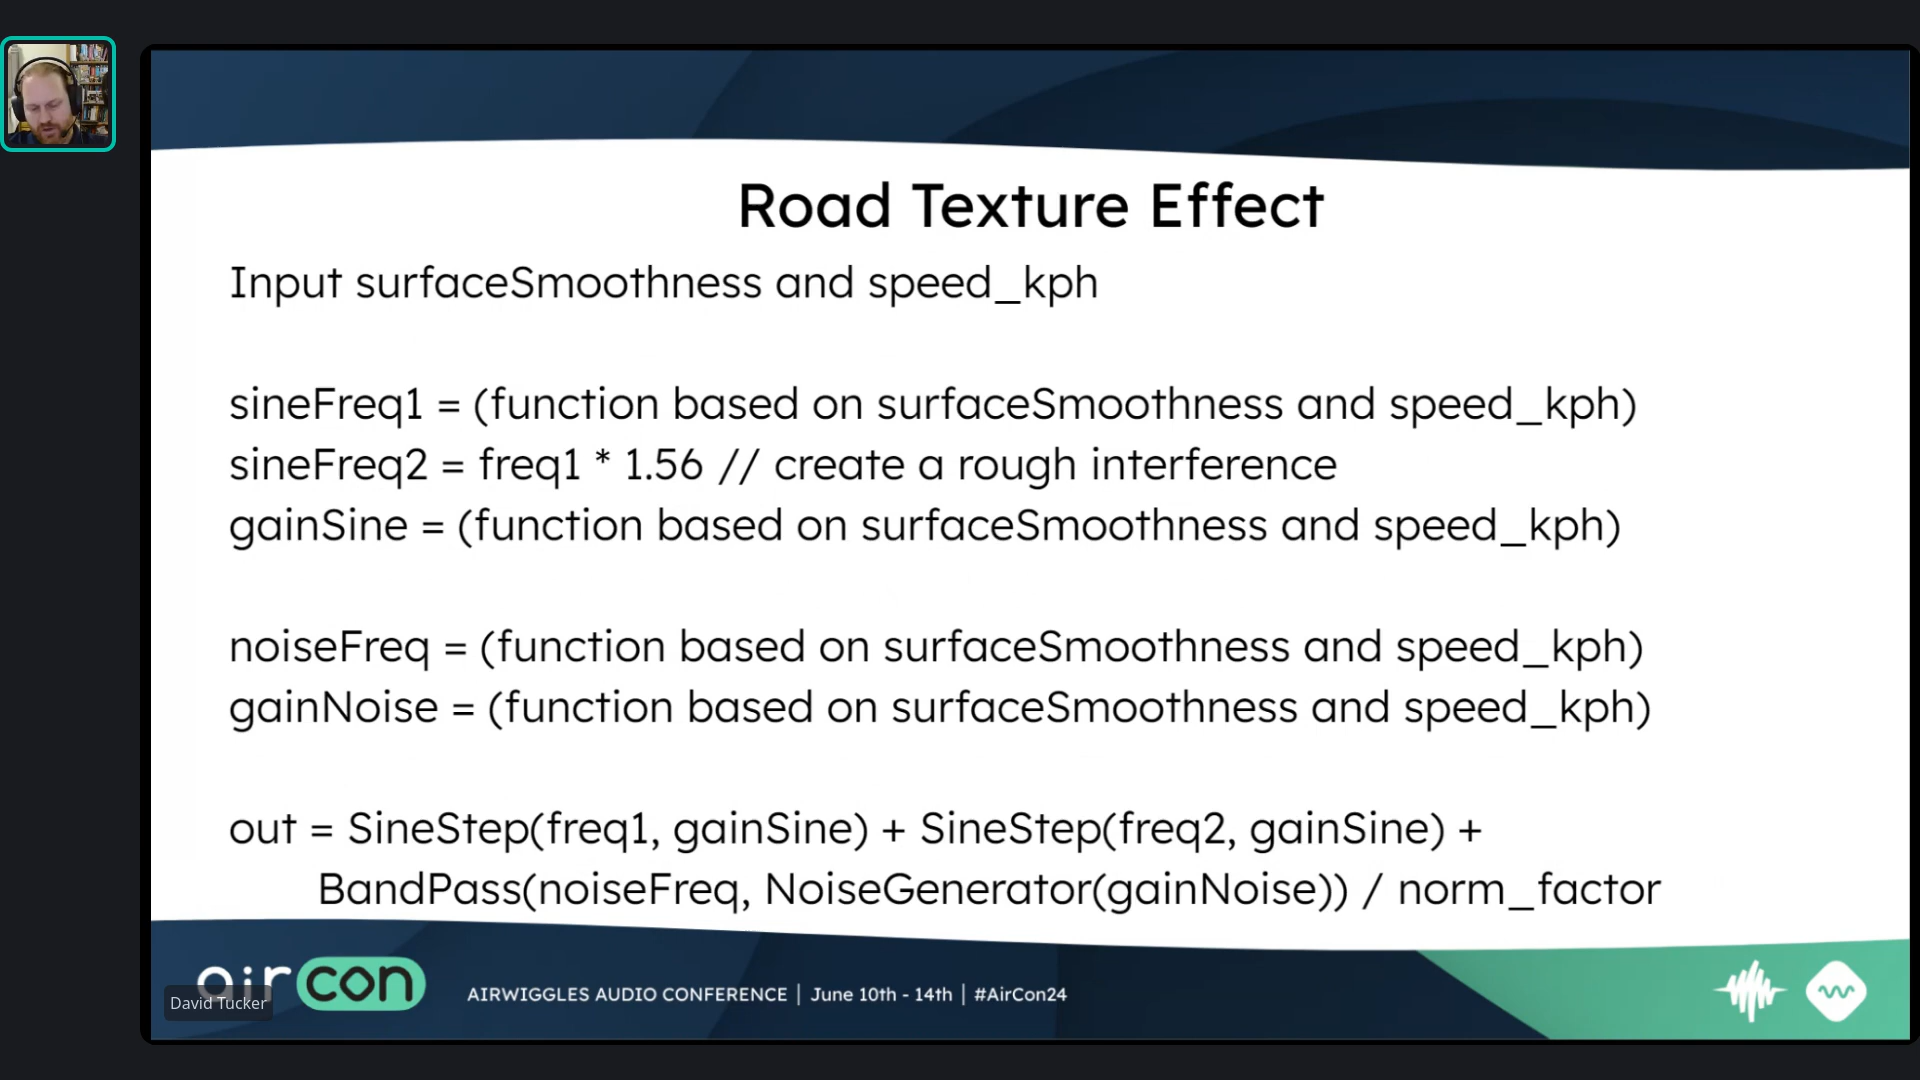 Road Texture Effect
Input surfaceSmoothness and speed_kph
sineFreq1 = (function based on surfaceSmoothness and speed_kph)
sineFreq2 = freq1 * 1.56 // create a rough interference
gainSine = (function based on surfaceSmoothness and speed_kph)
noiseFreq = (function based on surfaceSmoothness and speed_kph)
gainNoise = (function based on surfaceSmoothness and speed_kph)
out = SineStep(freq1, gainSine) + SineStep(freq2, gainSine) +
BandPass(noiseFreq, NoiseGenerator(gainNoise)) / norm_factor
air con
David Tucker
AIRWIGGLES AUDIO CONFERENCE | June 10th - 14th | #AirCon24